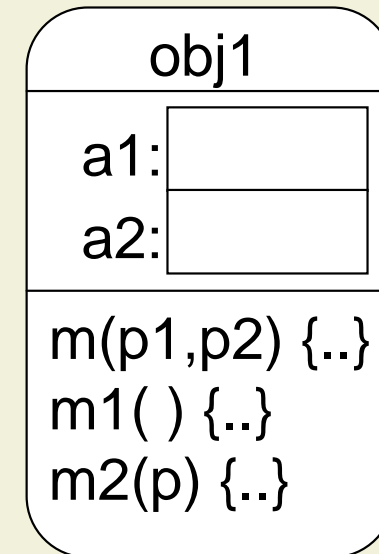 obj1
a1:
a2:
m(p1,p2) {..}
m1( ) {..}
m2(p) {..}